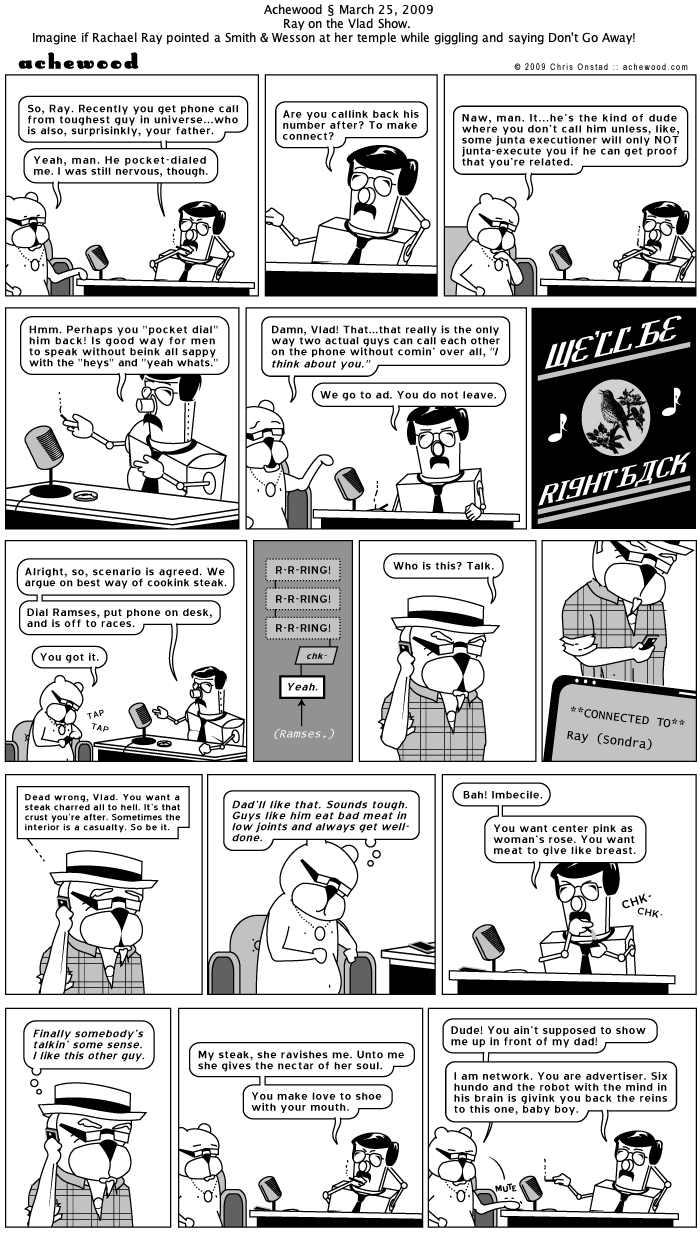 Achewood § March 25, 2009
Ray on the Vlad Show.
Imagine if Rachael Ray pointed a Smith & Wesson at her temple while giggling and saying Don't Go Away!
achewood
© 2009 Chris Onstad :: achewood.com
So, Ray. Recently you get phone call
from toughest guy in universe...who
is also, surprisinkly, your father.
Yeah, man. He pocket-dialed
me. I was still nervous, though.
Are you callink back his
number after? To make
connect?
Naw, man. It...he's the kind of dude
where you don't call him unless, like,
some junta executioner will only NOT
junta-execute you if he can get proof
that you're related.
Hmm. Perhaps you "pocket dial"
him back! Is good way for men
to speak without beink all sappy
with the "heys" and "yeah whats."
Damn, Vlad! That...that really is the only
way two actual guys can call each other
on the phone without comin' over all, "I
think about you."
We go to ad. You do not leave.
WE'LL BE
RIGHT BACK
Alright, so, scenario is agreed. We
argue on best way of cookink steak.
Dial Ramses, put phone on desk,
and is off to races.
You got it.
TAP
TAP
R-R-RING!
R-R-RING!
R-R-RING!
chk-
Yeah.
(Ramses.)
Who is this? Talk.
**CONNECTED TO**
Ray (Sondra)
Dead wrong, Vlad. You want a
steak charred all to hell. It's that
crust you're after. Sometimes the
interior is a casualty. So be it.
Dad'll like that. Sounds tough.
Guys like him eat bad meat in
low joints and always get well-
done.
Bah! Imbecile.
You want center pink as
woman's rose. You want
meat to give like breast.
CHK-
CHK-
Finally somebody's
talkin' some sense.
I like this other guy.
My steak, she ravishes me. Unto me
she gives the nectar of her soul.
You make love to shoe
with your mouth.
Dude! You ain't supposed to show
me up in front of my dad!
I am network. You are advertiser. Six
hundo and the robot with the mind in
his brain is givink you back the reins
to this one, baby boy.
MUTE